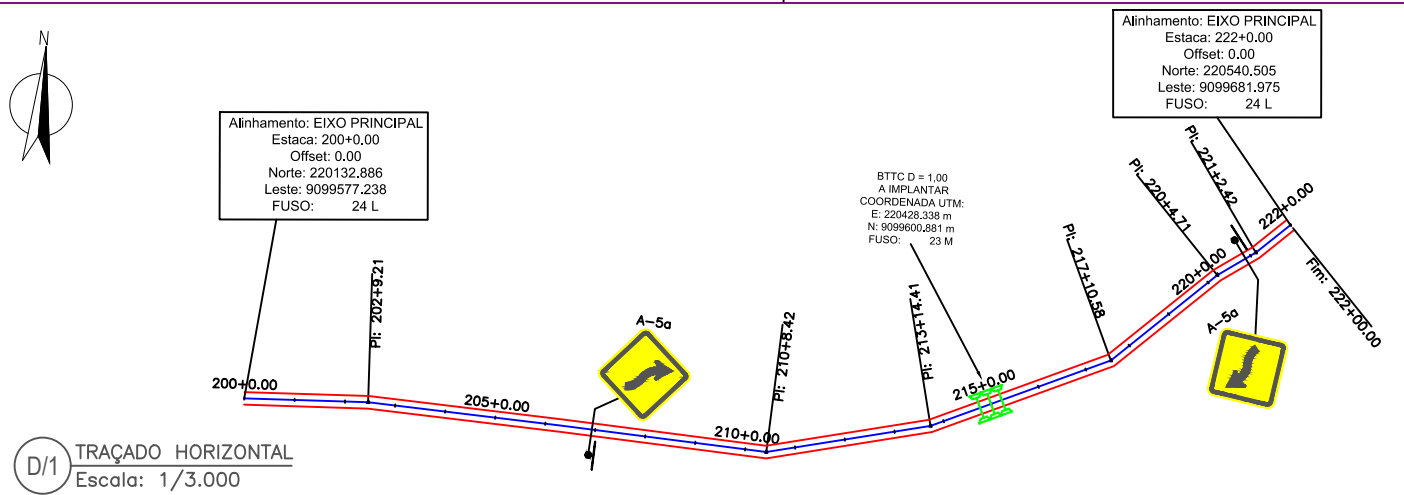 N
Alinhamento: EIXO PRINCIPAL
Estaca: 200+0.00
Offset: 0.00
Norte: 220132.886
Leste: 9099577.238
FUSO: 24 L
Alinhamento: EIXO PRINCIPAL
Estaca: 222+0.00
Offset: 0.00
Norte: 220540.505
Leste: 9099681.975
FUSO: 24 L
BTTC D = 1,00
A IMPLANTAR
COORDENADA UTM:
E: 220428.338 m
N: 9099600.881 m
FUSO: 23 M
200+0.00
PI: 202+9.21
205+0.00
A-5a
210+0.00
PI: 210+8.42
PI: 213+14.41
215+0.00
PI: 217+10.58
220+0.00
PI: 220+4.71
PI: 221+2.42
222+0.00
Fim: 222+00.00
A-5a
D/1
TRAÇADO HORIZONTAL
Escala: 1/3.000